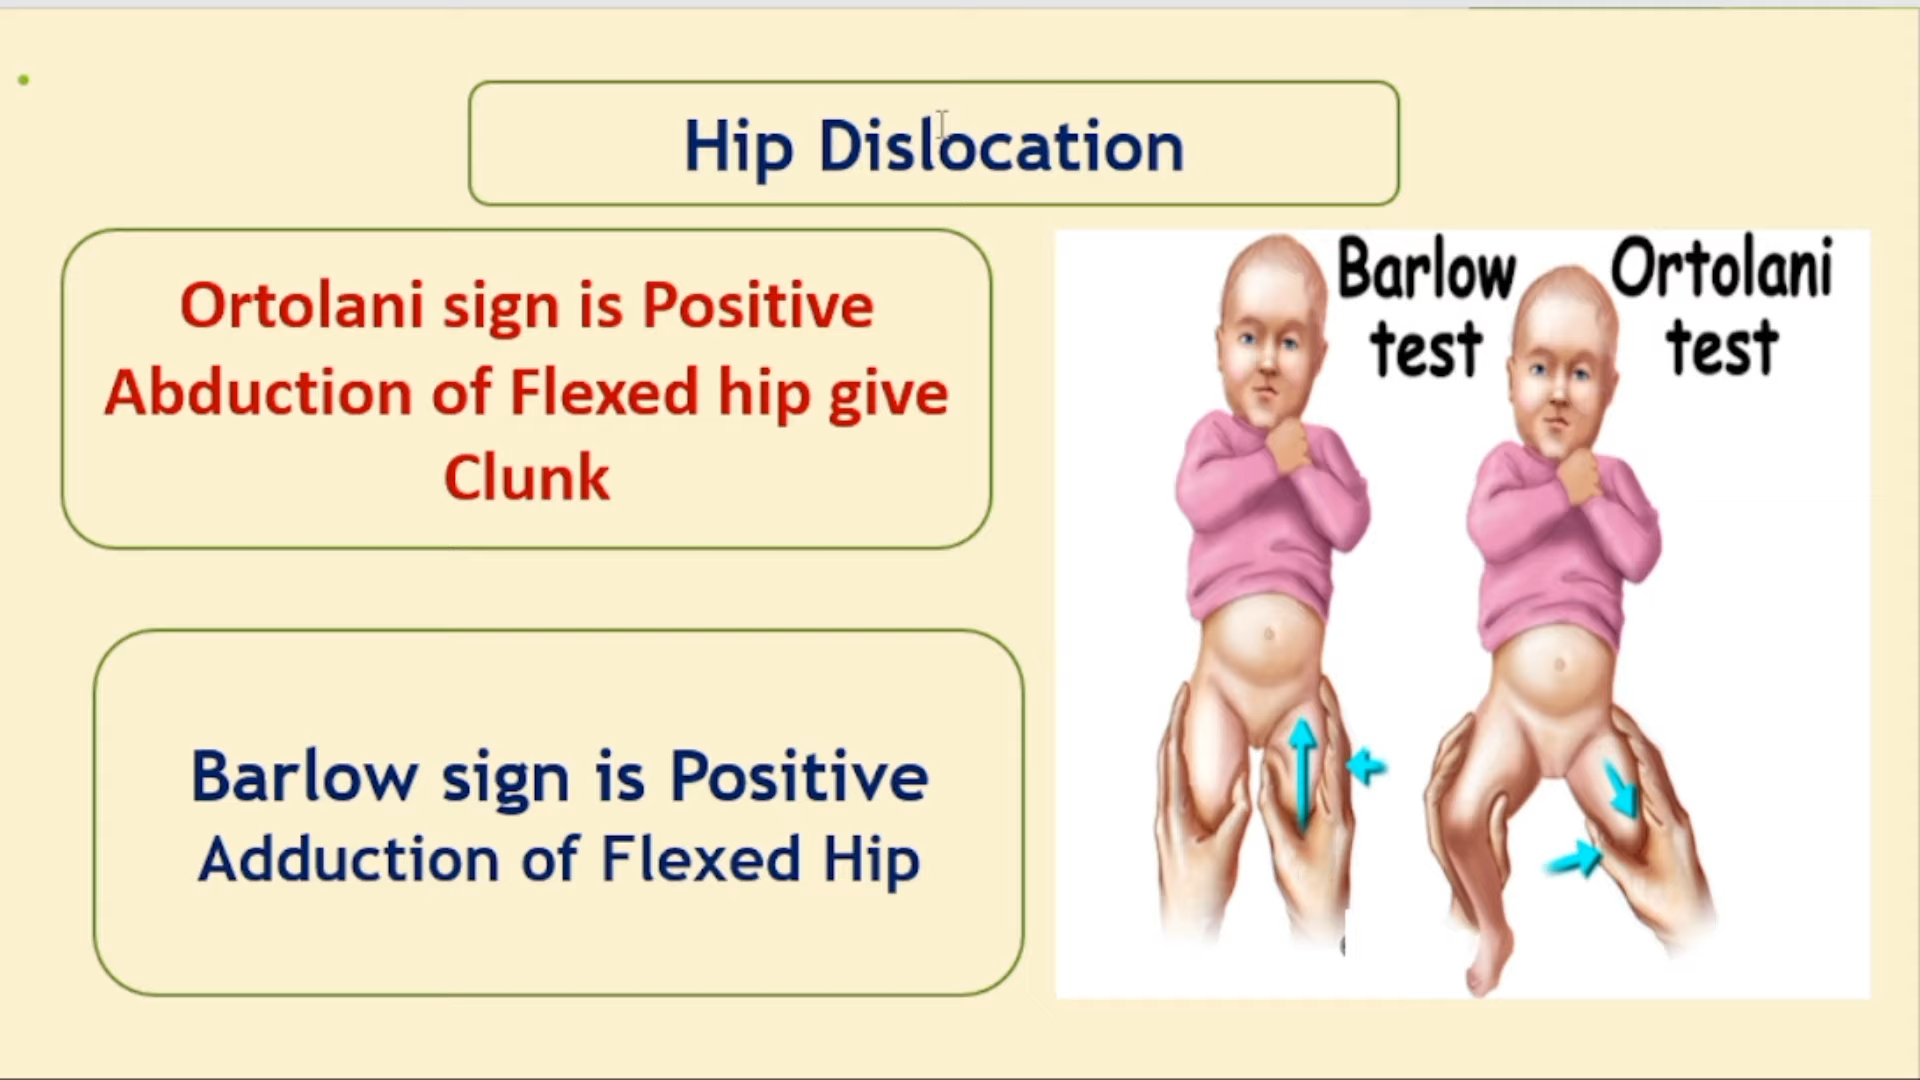 Hip Dislocation
Ortolani sign is Positive
Abduction of Flexed hip give
Clunk
Barlow sign is Positive
Adduction of Flexed Hip
Barlow
test
Ortolani
test